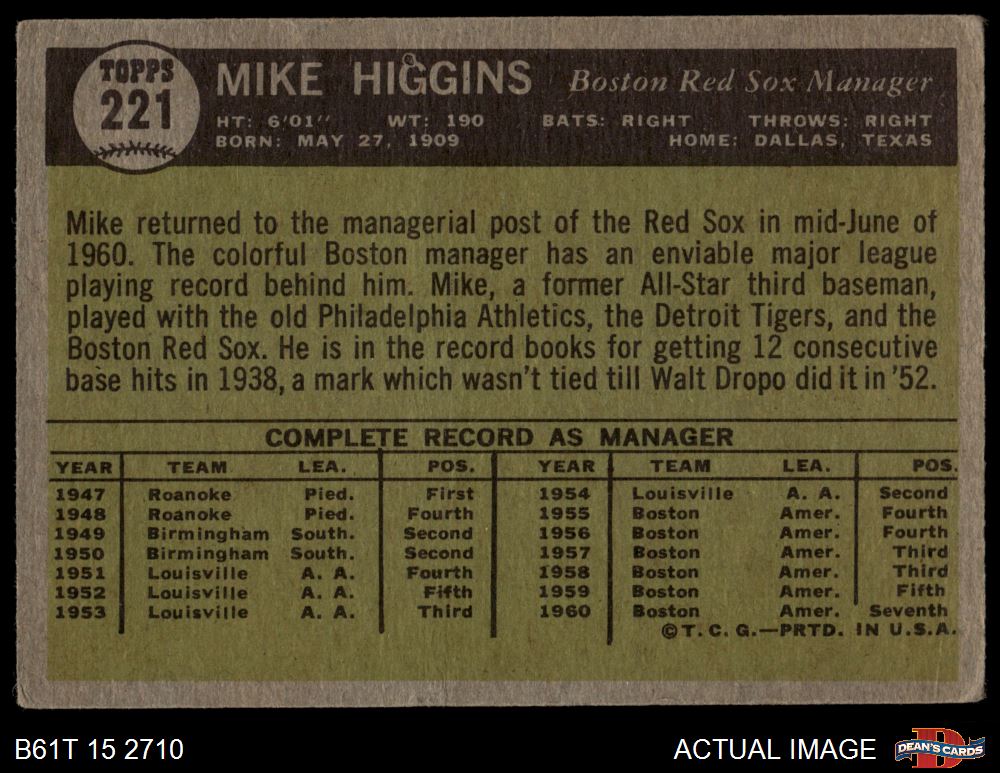 TOPPS
221
MIKE HIGGINS Boston Red Sox Manager
HT: 6'01" WT: 190 BATS: RIGHT THROWS: RIGHT
BORN: MAY 27, 1909 HOME: DALLAS, TEXAS
Mike returned to the managerial post of the Red Sox in mid-June of
1960. The colorful Boston manager has an enviable major league
playing record behind him. Mike, a former All-Star third baseman,
played with the old Philadelphia Athletics, the Detroit Tigers, and the
Boston Red Sox. He is in the record books for getting 12 consecutive
base hits in 1938, a mark which wasn't tied till Walt Dropo did it in '52.
COMPLETE RECORD AS MANAGER
YEAR TEAM LEA. POS. YEAR TEAM LEA. POS.
1947 Roanoke Pied. First 1954 Louisville A. A. Second
1948 Roanoke Pied. Fourth 1955 Boston Amer. Fourth
1949 Birmingham South. Second 1956 Boston Amer. Fourth
1950 Birmingham South. Second 1957 Boston Amer. Third
1951 Louisville A. A. Fourth 1958 Boston Amer. Third
1952 Louisville A. A. Fifth 1959 Boston Amer. Fifth
1953 Louisville A. A. Third 1960 Boston Amer. Seventh
©T. C. G.—PRTD. IN U.S.A.
B61T 15 2710 ACTUAL IMAGE DEAN'S CARDS